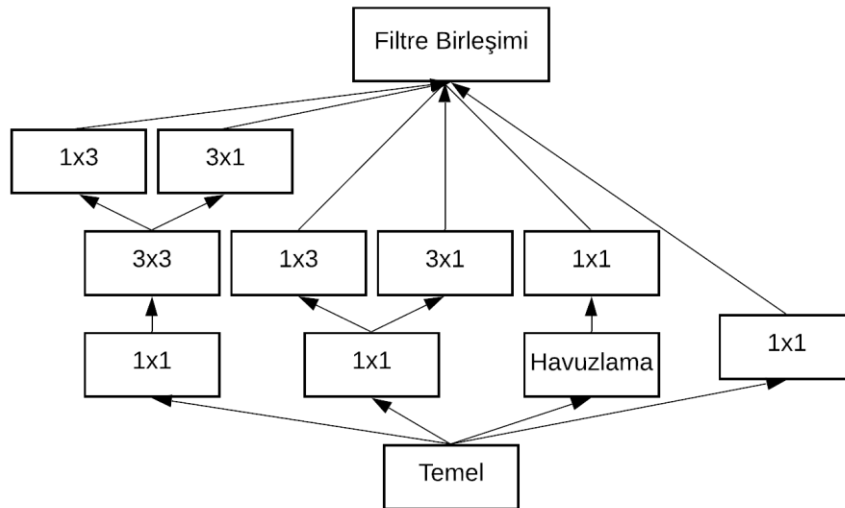 Filtre Birleşimi
1x3
3x1
3x3
1x3
3x1
1x1
1x1
1x1
Havuzlama
1x1
Temel